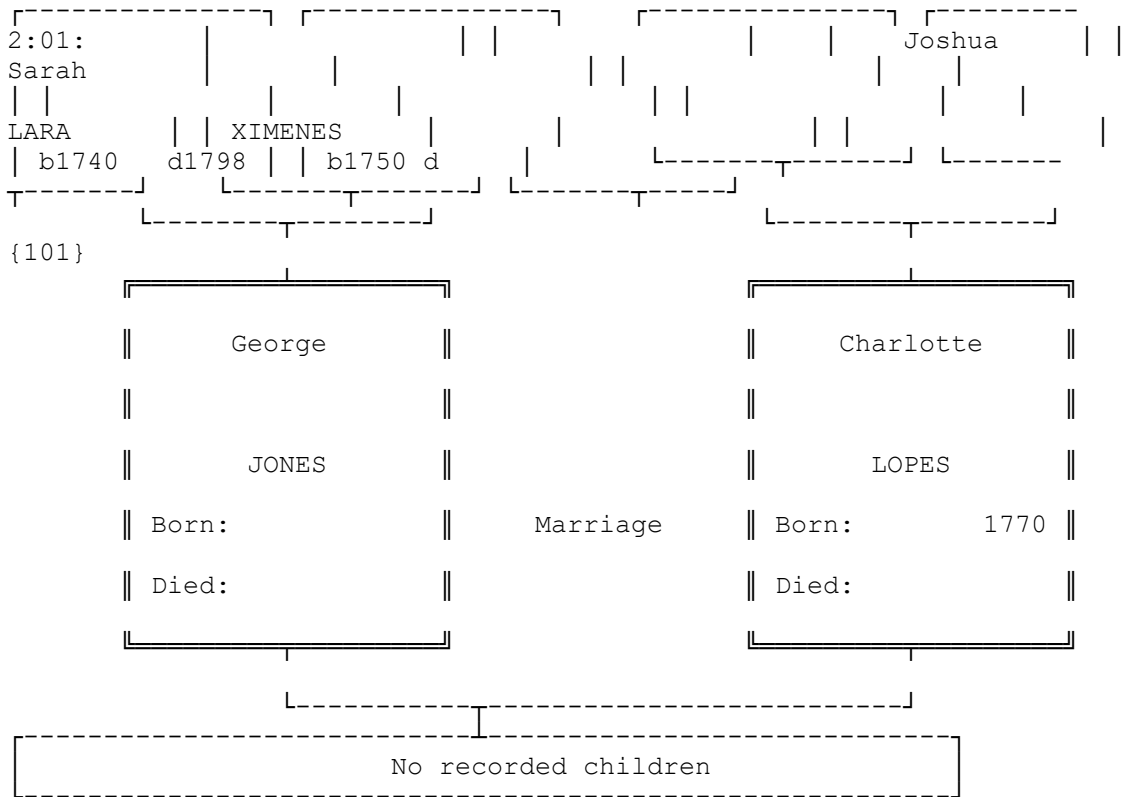 2:01: Joshua
Sarah
LARA XIMENES
b1740 d1798 b1750 d
{101}
George Charlotte
JONES LOPES
Born: Marriage Born: 1770
Died: Died:
No recorded children